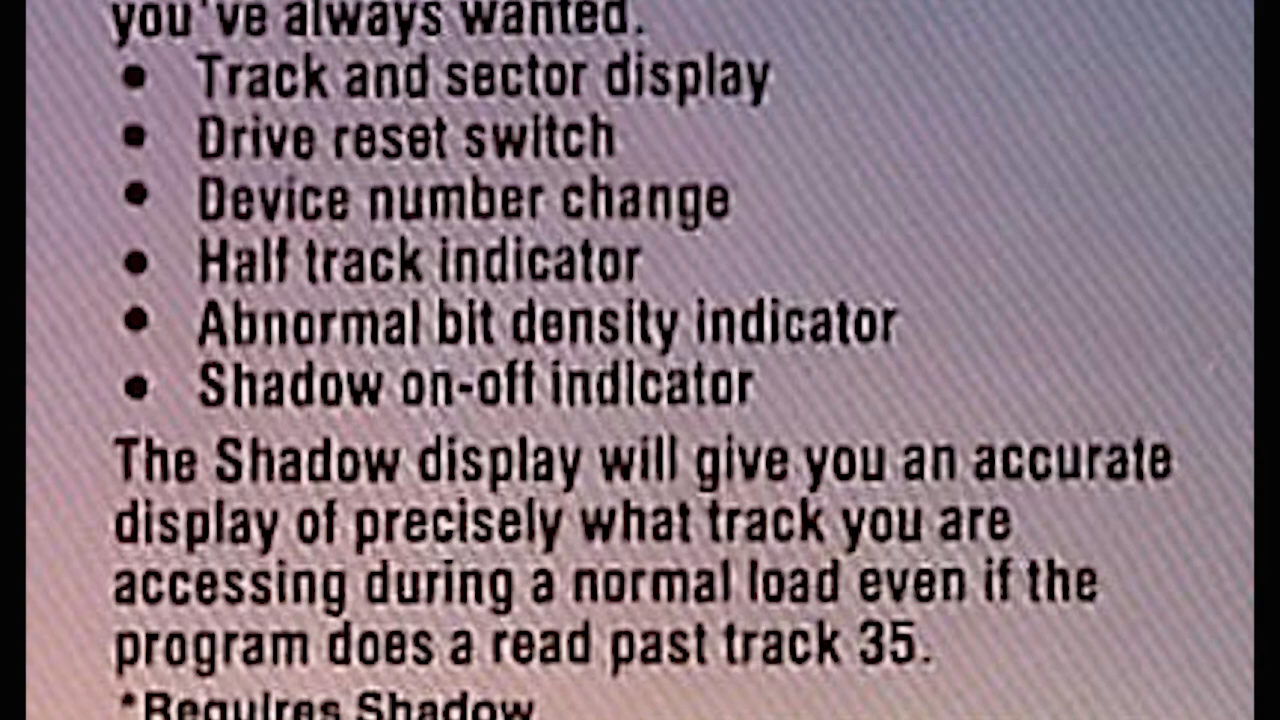 you've always wanted.
• Track and sector display
• Drive reset switch
• Device number change
• Half track indicator
• Abnormal bit density indicator
• Shadow on-off indicator
The Shadow display will give you an accurate
display of precisely what track you are
accessing during a normal load even if the
program does a read past track 35.
*Requires Shadow